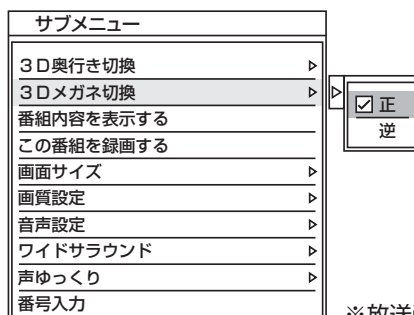 サブメニュー
３Ｄ奥行き切換
３Ｄメガネ切換
正
逆
番組内容を表示する
この番組を録画する
画面サイズ
画質設定
音声設定
ワイドサラウンド
声ゆっくり
番号入力
※放送